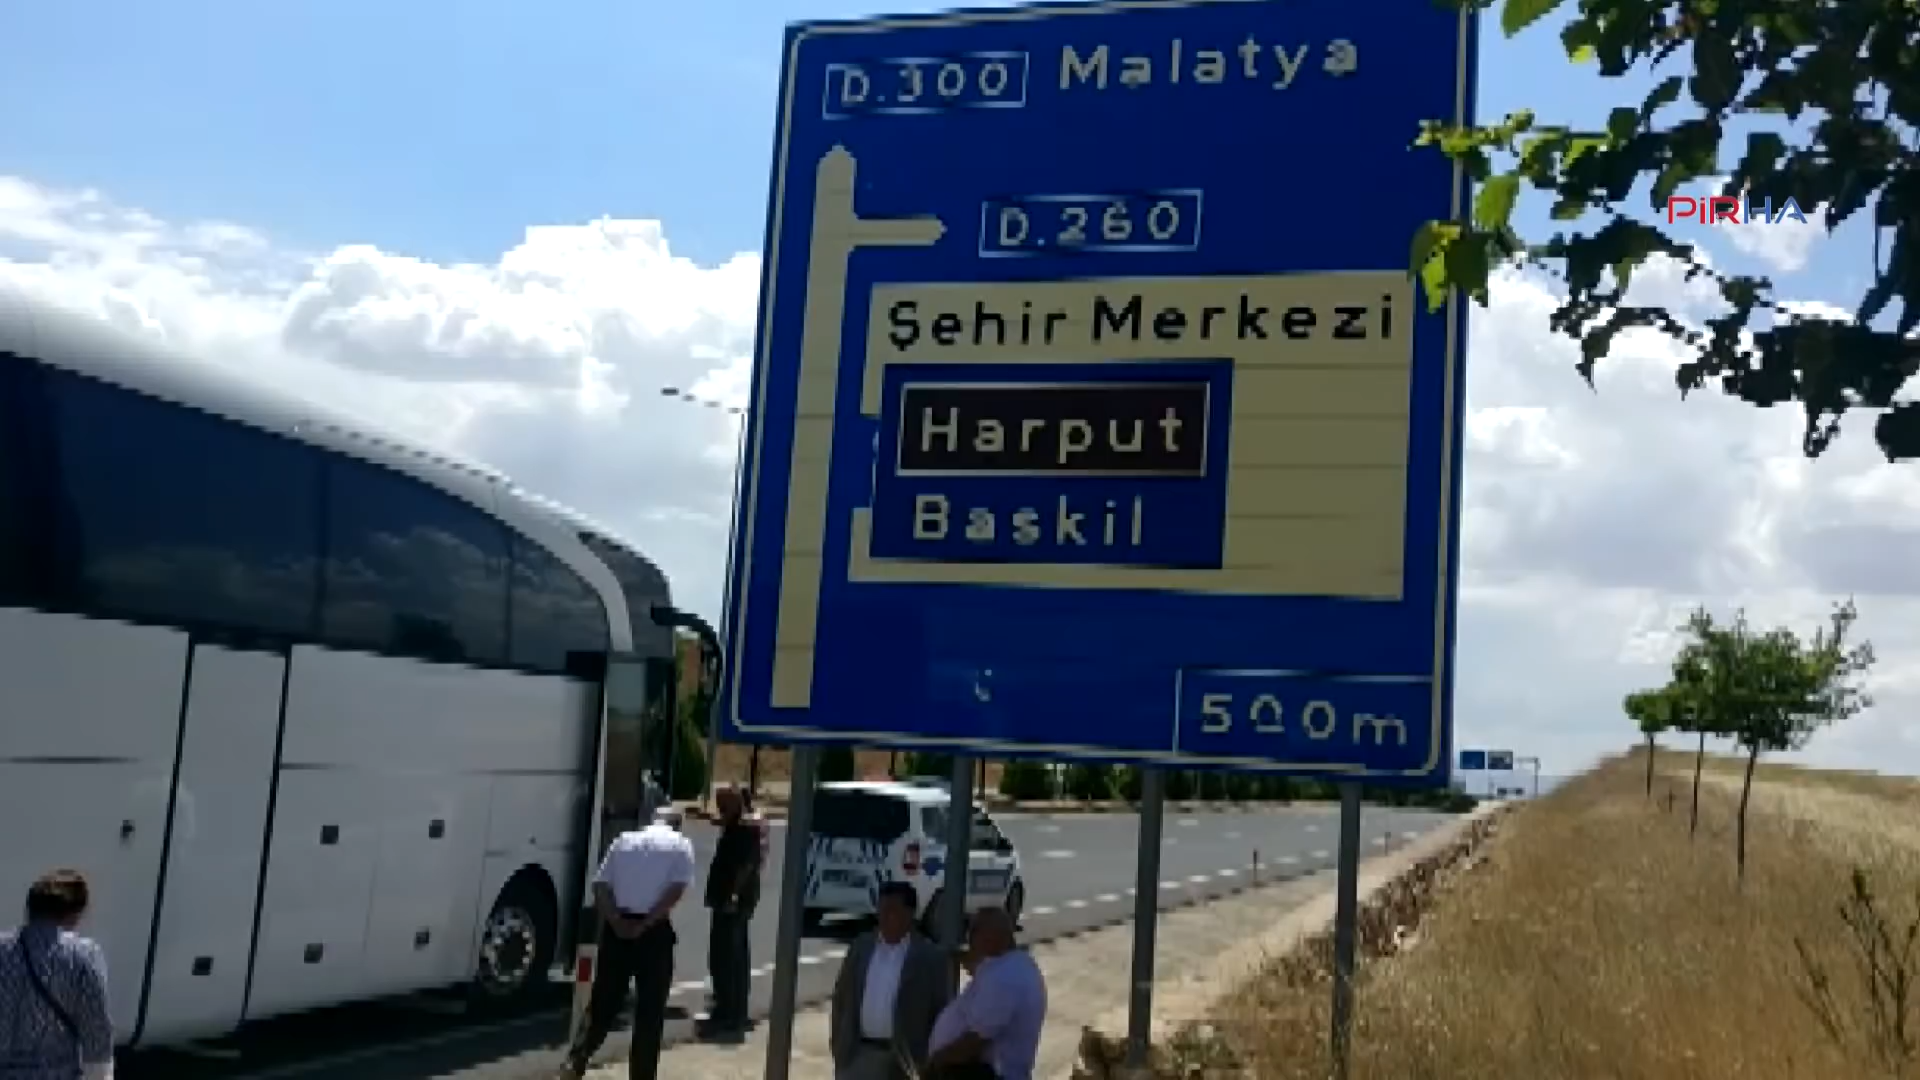 D.300 Malatya
D.260
PİRHA
Şehir Merkezi
Harput
Baskil
500m